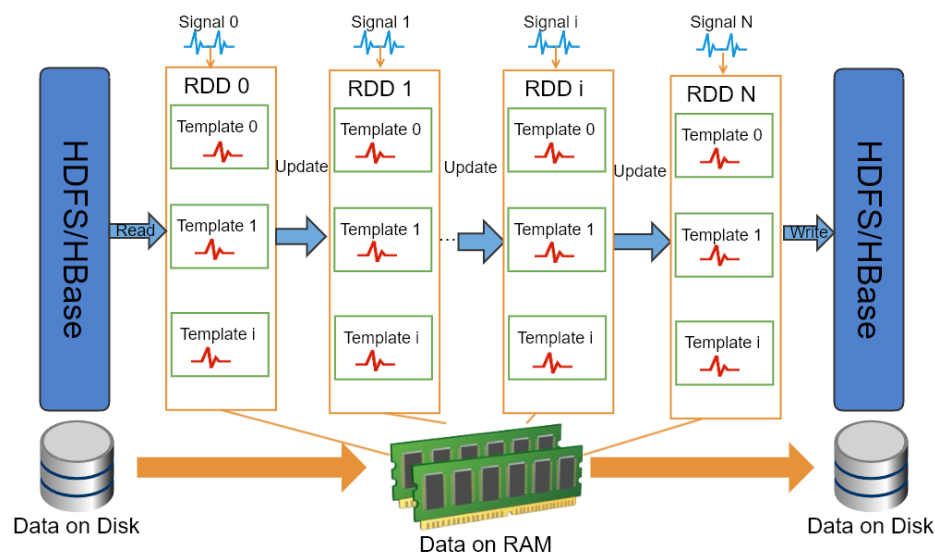 Signal 0
Signal 1
Signal i
Signal N
HDFS/HBase
Read
RDD 0
Template 0
Template 1
Template i
Update
RDD 1
Template 0
Template 1
Template i
Update
...
RDD i
Template 0
Template 1
Template i
Update
RDD N
Template 0
Template 1
Template i
Write
HDFS/HBase
Data on Disk
Data on RAM
Data on Disk